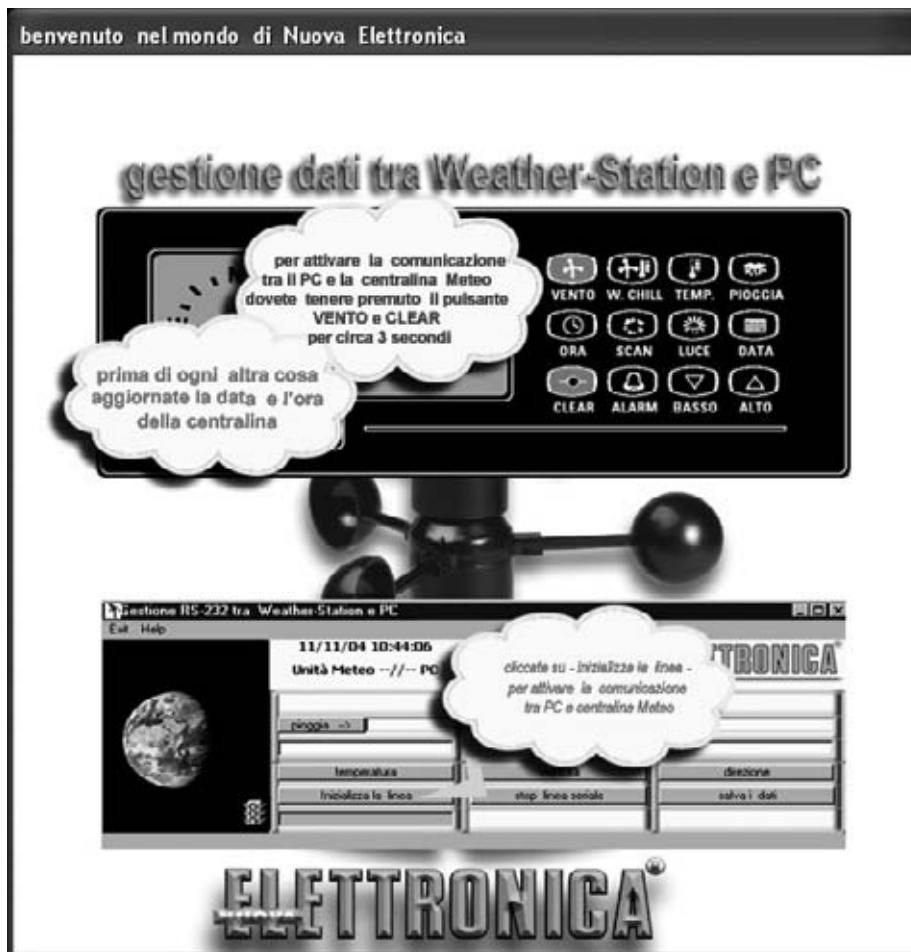 benvenuto nel mondo di Nuova Elettronica
gestione dati tra Weather-Station e PC
per attivare la comunicazione
tra il PC e la centralina Meteo
dovete tenere premuto il pulsante
VENTO e CLEAR
per circa 3 secondi
prima di ogni altra cosa
aggiornate la data e l'ora
della centralina
VENTO W. CHILL TEMP. PIOGGIA
ORA SCAN LUCE DATA
CLEAR ALARM BASSO ALTO
Gestione RS-232 tra Weather-Station e PC
Exit Help
11/11/04 10:44:06
Unità Meteo --//-- PC
cliccate su - inizializza la linea -
per attivare la comunicazione
tra PC e centralina Meteo
TRONICA
pioggia -->
temperatura
direzione
Inizializza la linea
stop linea seriale
salva i dati
NUOVA
ELETTRONICA